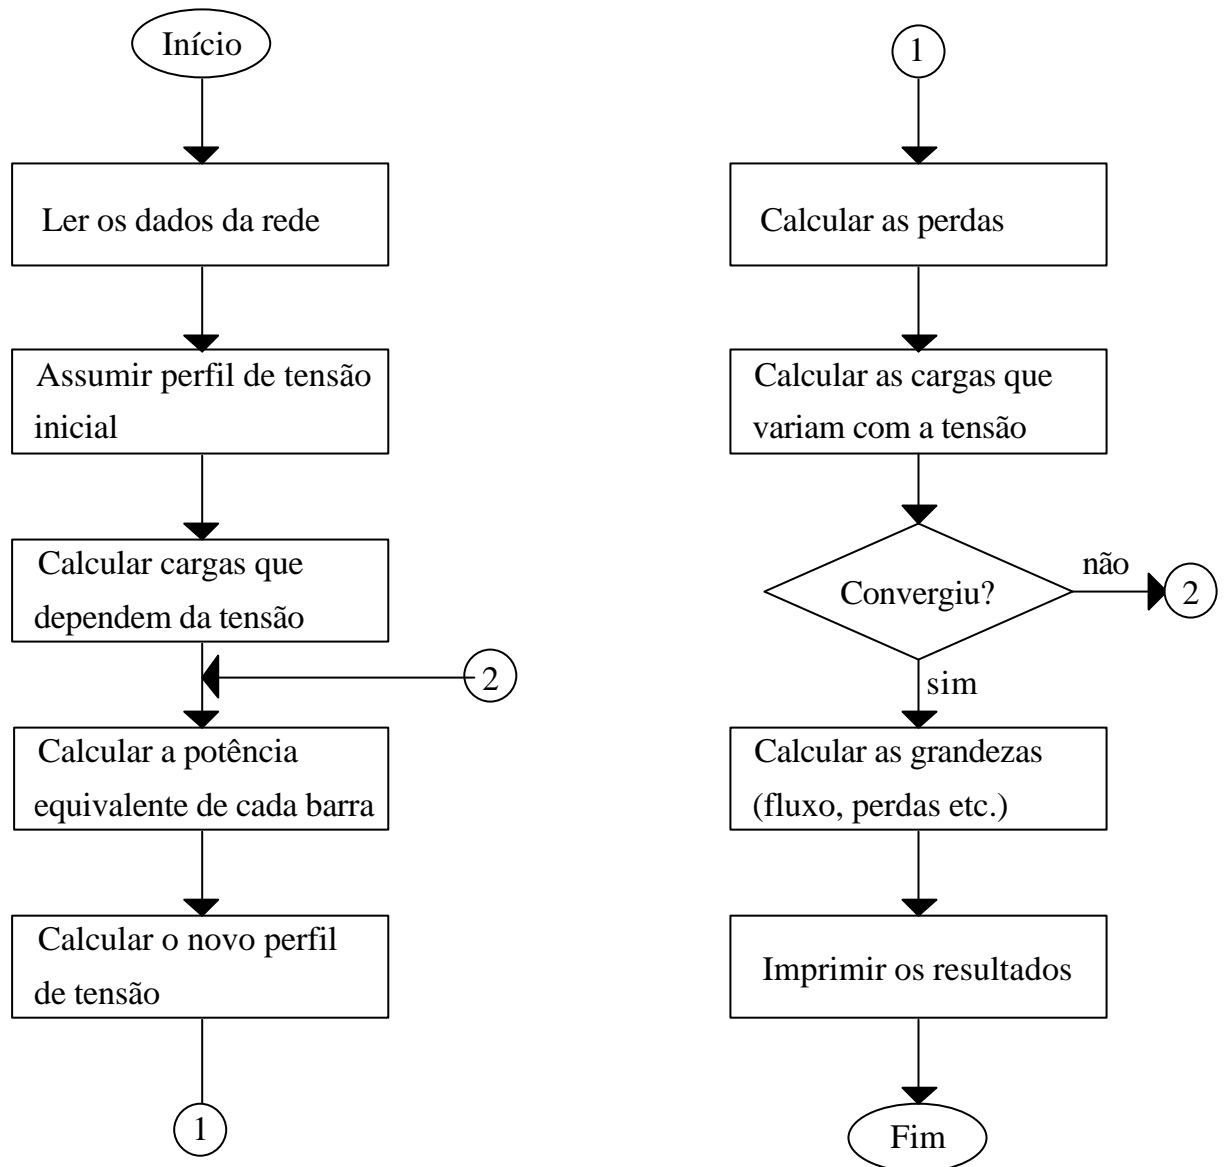 Início
Ler os dados da rede
Assumir perfil de tensão
inicial
Calcular cargas que
dependem da tensão
2
Calcular a potência
equivalente de cada barra
Calcular o novo perfil
de tensão
1
1
Calcular as perdas
Calcular as cargas que
variam com a tensão
Convergiu?
não
2
sim
Calcular as grandezas
(fluxo, perdas etc.)
Imprimir os resultados
Fim